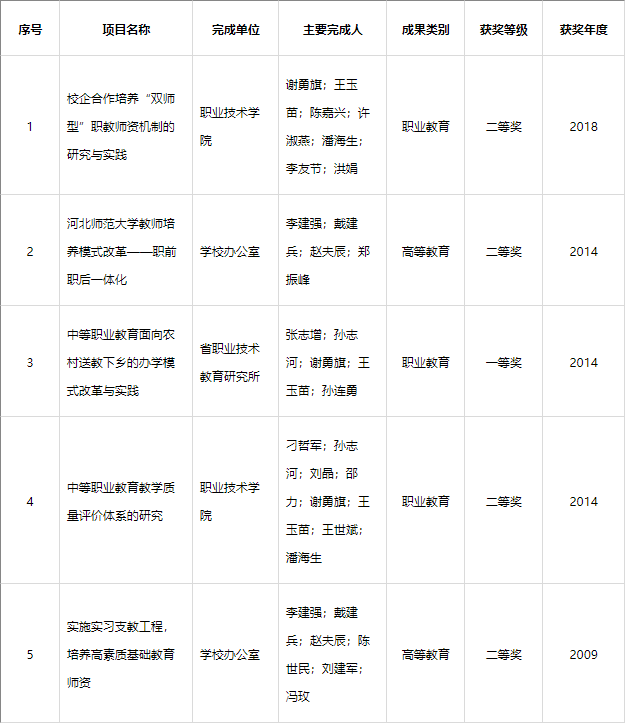 序号 项目名称 完成单位 主要完成人 成果类别 获奖等级 获奖年度
1
校企合作培养“双师
型”职教师资机制的
研究与实践
职业技术学
院
谢勇旗；王玉
苗；陈嘉兴；许
淑燕；潘海生；
李友节；洪娟
职业教育
二等奖
2018
2
河北师范大学教师培
养模式改革——职前
职后一体化
学校办公室
李建强；戴建
兵；赵夫辰；郑
振峰
高等教育
二等奖
2014
3
中等职业教育面向农
村送教下乡的办学模
式改革与实践
省职业技术
教育研究所
张志增；孙志
河；谢勇旗；王
玉苗；孙连勇
职业教育
一等奖
2014
4
中等职业教育教学质
量评价体系的研究
职业技术学
院
刁哲军；孙志
河；刘晶；邵
力；谢勇旗；王
玉苗；王世斌；
潘海生
职业教育
二等奖
2014
5
实施实习支教工程，
培养高素质基础教育
师资
学校办公室
李建强；戴建
兵；赵夫辰；陈
世民；刘建军；
冯玫
高等教育
二等奖
2009